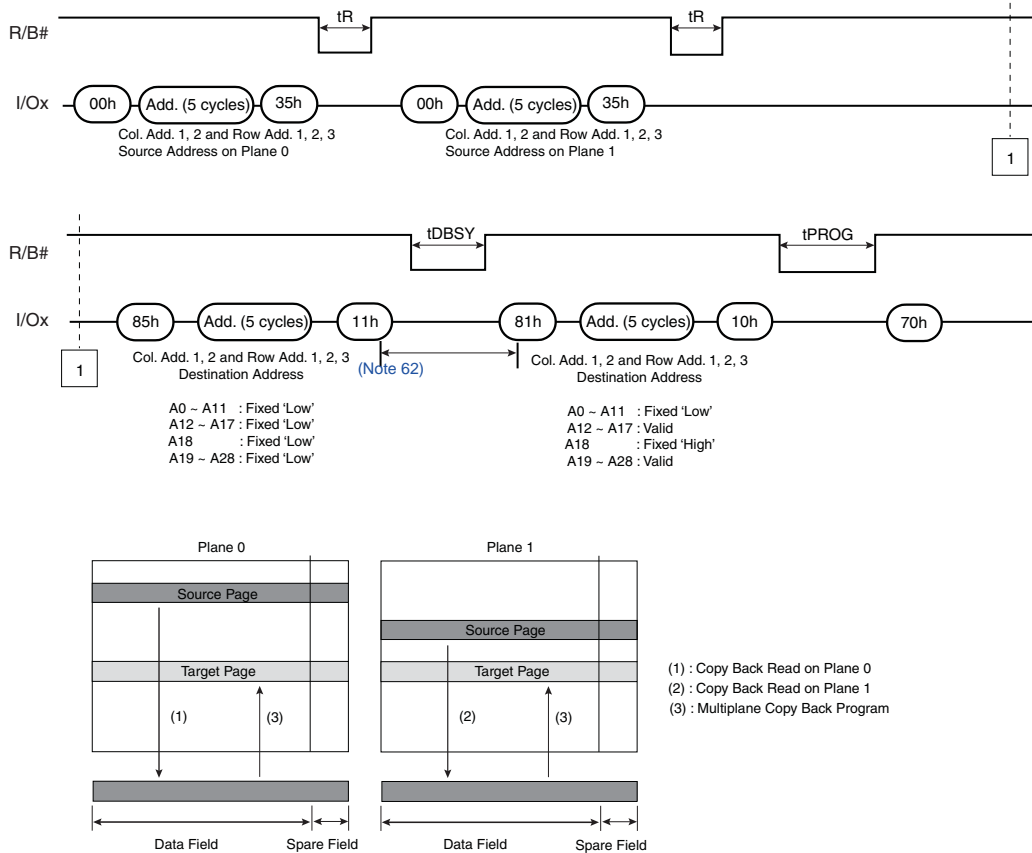 R/B#
tR
tR
I/Ox
00h
Add. (5 cycles)
35h
00h
Add. (5 cycles)
35h
Col. Add. 1, 2 and Row Add. 1, 2, 3
Source Address on Plane 0
Col. Add. 1, 2 and Row Add. 1, 2, 3
Source Address on Plane 1
1
R/B#
tDBSY
tPROG
I/Ox
85h
Add. (5 cycles)
11h
81h
Add. (5 cycles)
10h
70h
1
Col. Add. 1, 2 and Row Add. 1, 2, 3
Destination Address
(Note 62)
Col. Add. 1, 2 and Row Add. 1, 2, 3
Destination Address
A0 ~ A11 : Fixed ‘Low’
A12 ~ A17 : Fixed ‘Low’
A18 : Fixed ‘Low’
A19 ~ A28 : Fixed ‘Low’
A0 ~ A11 : Fixed ‘Low’
A12 ~ A17 : Valid
A18 : Fixed ‘High’
A19 ~ A28 : Valid
Plane 0
Source Page
Target Page
(1)
(3)
Data Field
Spare Field
Plane 1
Source Page
Target Page
(2)
(3)
Data Field
Spare Field
(1) : Copy Back Read on Plane 0
(2) : Copy Back Read on Plane 1
(3) : Multiplane Copy Back Program